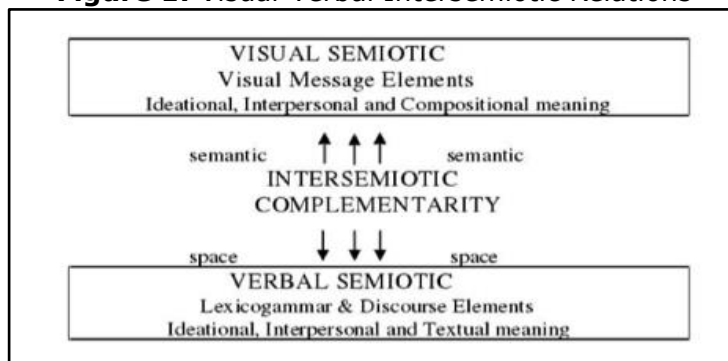 VISUAL SEMIOTIC
Visual Message Elements
Ideational, Interpersonal and Compositional meaning
semantic semantic
INTERSEMIOTIC
COMPLEMENTARITY
space space
VERBAL SEMIOTIC
Lexicogammar & Discourse Elements
Ideational, Interpersonal and Textual meaning